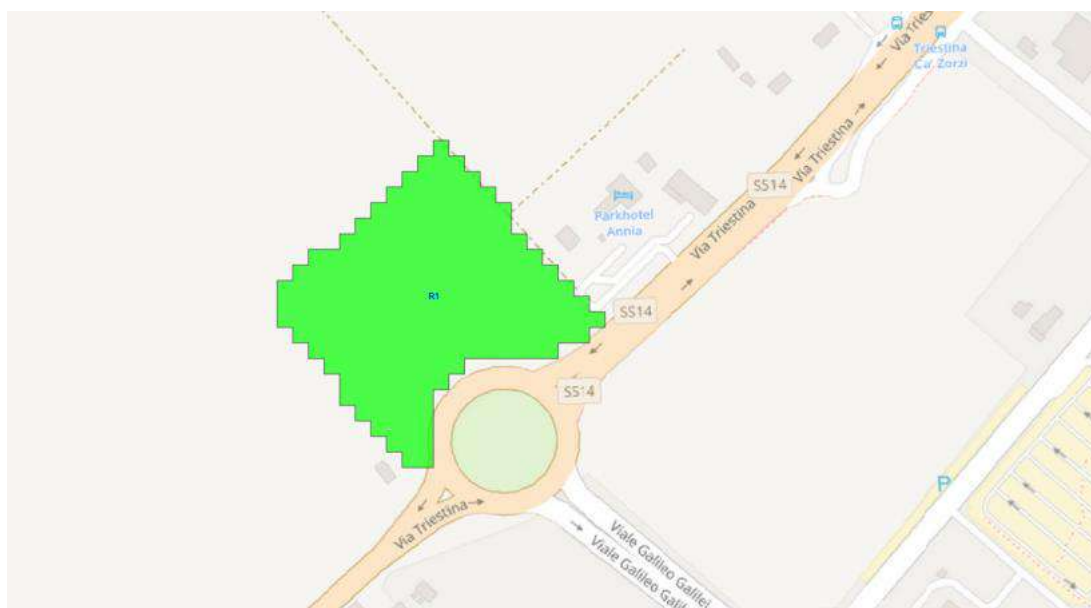 Via Triestina
Triestina
Ca' Zorzi
Via Triestina
SS14
Parkhotel
Annia
Via Triestina
R1
SS14
SS14
P
Via Triestina
Viale Galileo Galilei
Viale Galileo Galil